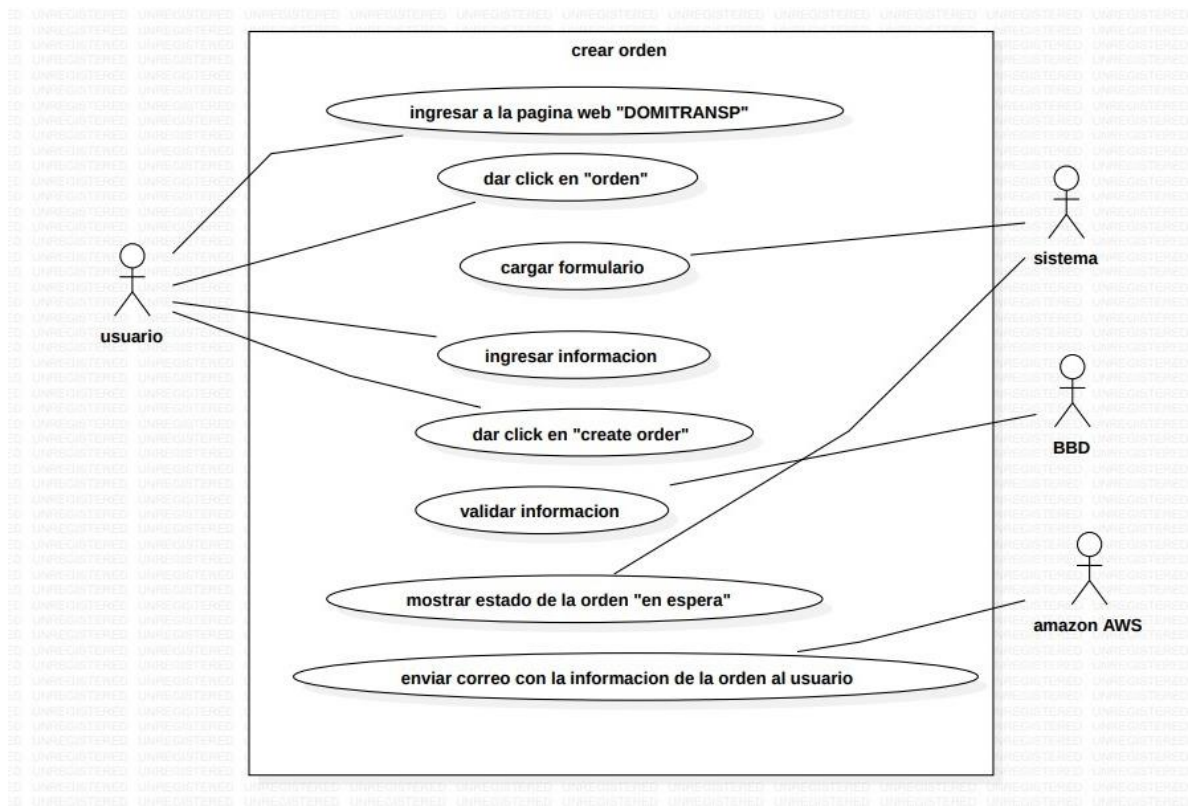 crear orden
ingresar a la pagina web "DOMITRANSP"
dar click en "orden"
cargar formulario
sistema
usuario
ingresar informacion
dar click en "create order"
BBD
validar informacion
mostrar estado de la orden "en espera"
amazon AWS
enviar correo con la informacion de la orden al usuario
UNREGISTERED